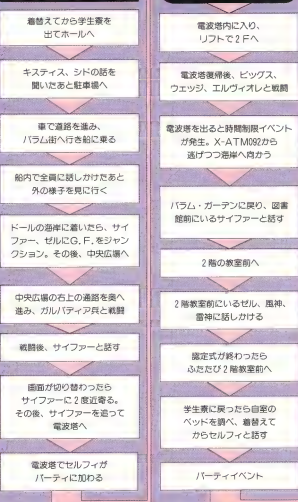 着替えてから学生寮を
出てホールへ
キスティス、シドの話を
聞いたあと駐車場へ
車で道路を進み、
バラム街へ行き船に乗る
船内で全員に話しかけたあと
外の様子を見に行く
ドールの海岸に着いたら、サイ
ファー、ゼルにG.F.をジャン
クション。その後、中央広場へ
中央広場の右上の通路を奥へ
進み、ガルバディア兵と戦闘
戦闘後、サイファーと話す
画面が切り替わったら
サイファーに2度近寄る。
その後、サイファーを追って
電波塔へ
電波塔でセルフィが
パーティに加わる
電波塔内に入り、
リフトで2Fへ
電波塔復帰後、ビッグス、
ウェッジ、エルヴィオレと戦闘
電波塔を出ると時間制限イベント
が発生。X-ATM092から
逃げつつ海岸へ向かう
バラム・ガーデンに戻り、図書
館前にいるサイファーと話す
2階の教室前へ
2階教室前にいるゼル、風神、
雷神に話しかける
認定式が終わったら
ふたたび2階教室前へ
学生寮に戻ったら自室の
ベッドを調べ、着替えて
からセルフィと話す
パーティイベント